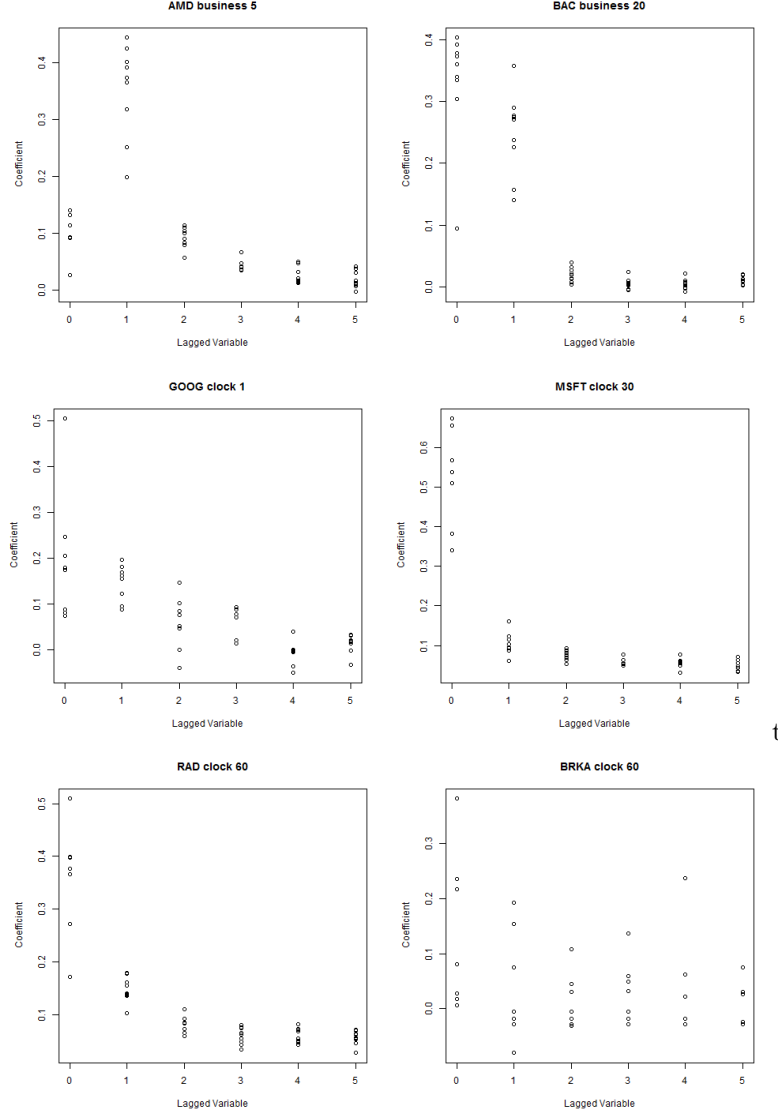 AMD business 5
Coefficient
0.4
0.3
0.2
0.1
0.0
0 1 2 3 4 5
Lagged Variable
BAC business 20
Coefficient
0.4
0.3
0.2
0.1
0.0
0 1 2 3 4 5
Lagged Variable
GOOG clock 1
Coefficient
0.5
0.4
0.3
0.2
0.1
0.0
0 1 2 3 4 5
Lagged Variable
MSFT clock 30
Coefficient
0.6
0.5
0.4
0.3
0.2
0.1
0 1 2 3 4 5
Lagged Variable
t
RAD clock 60
Coefficient
0.5
0.4
0.3
0.2
0.1
0 1 2 3 4 5
Lagged Variable
BRKA clock 60
Coefficient
0.3
0.2
0.1
0.0
0 1 2 3 4 5
Lagged Variable